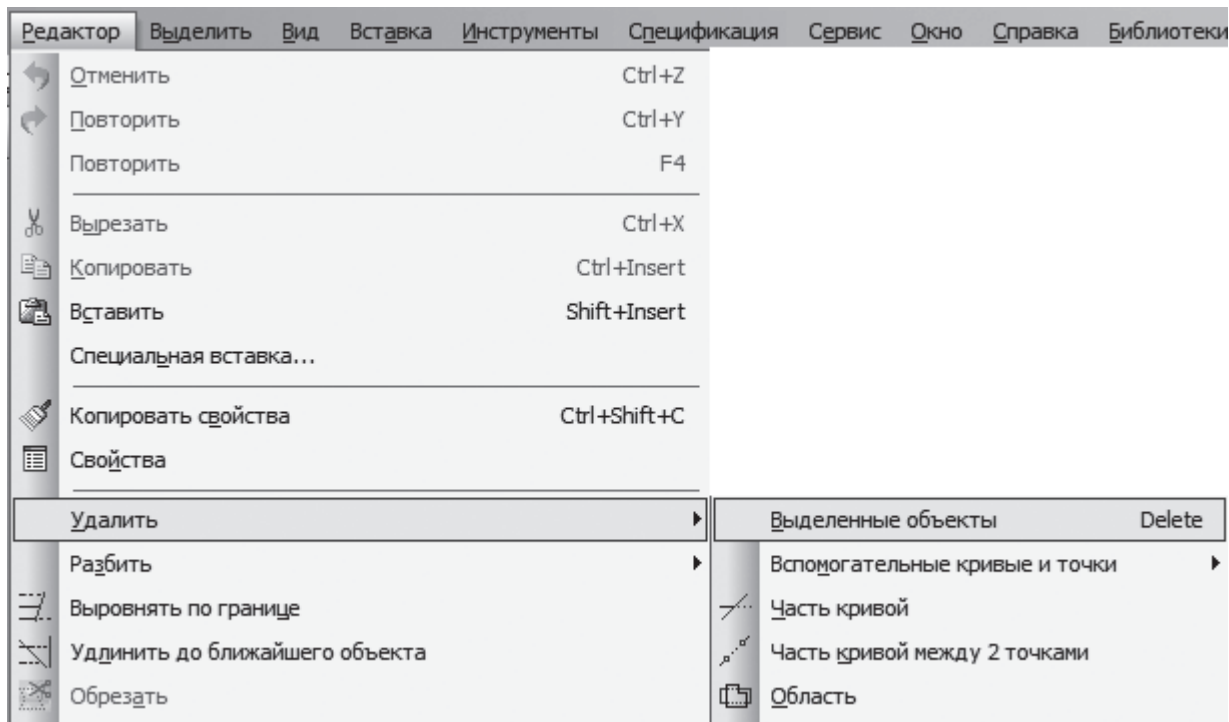 Редактор Выделить Вид Вставка Инструменты Спецификация Сервис Окно Справка Библиотеки
Отменить Ctrl+Z
Повторить Ctrl+Y
Повторить F4
Вырезать Ctrl+X
Копировать Ctrl+Insert
Вставить Shift+Insert
Специальная вставка...
Копировать свойства Ctrl+Shift+C
Свойства
Удалить Выделенные объекты Delete
Разбить Вспомогательные кривые и точки
Выровнять по границе Часть кривой
Удлинить до ближайшего объекта Часть кривой между 2 точками
Обрезать Область